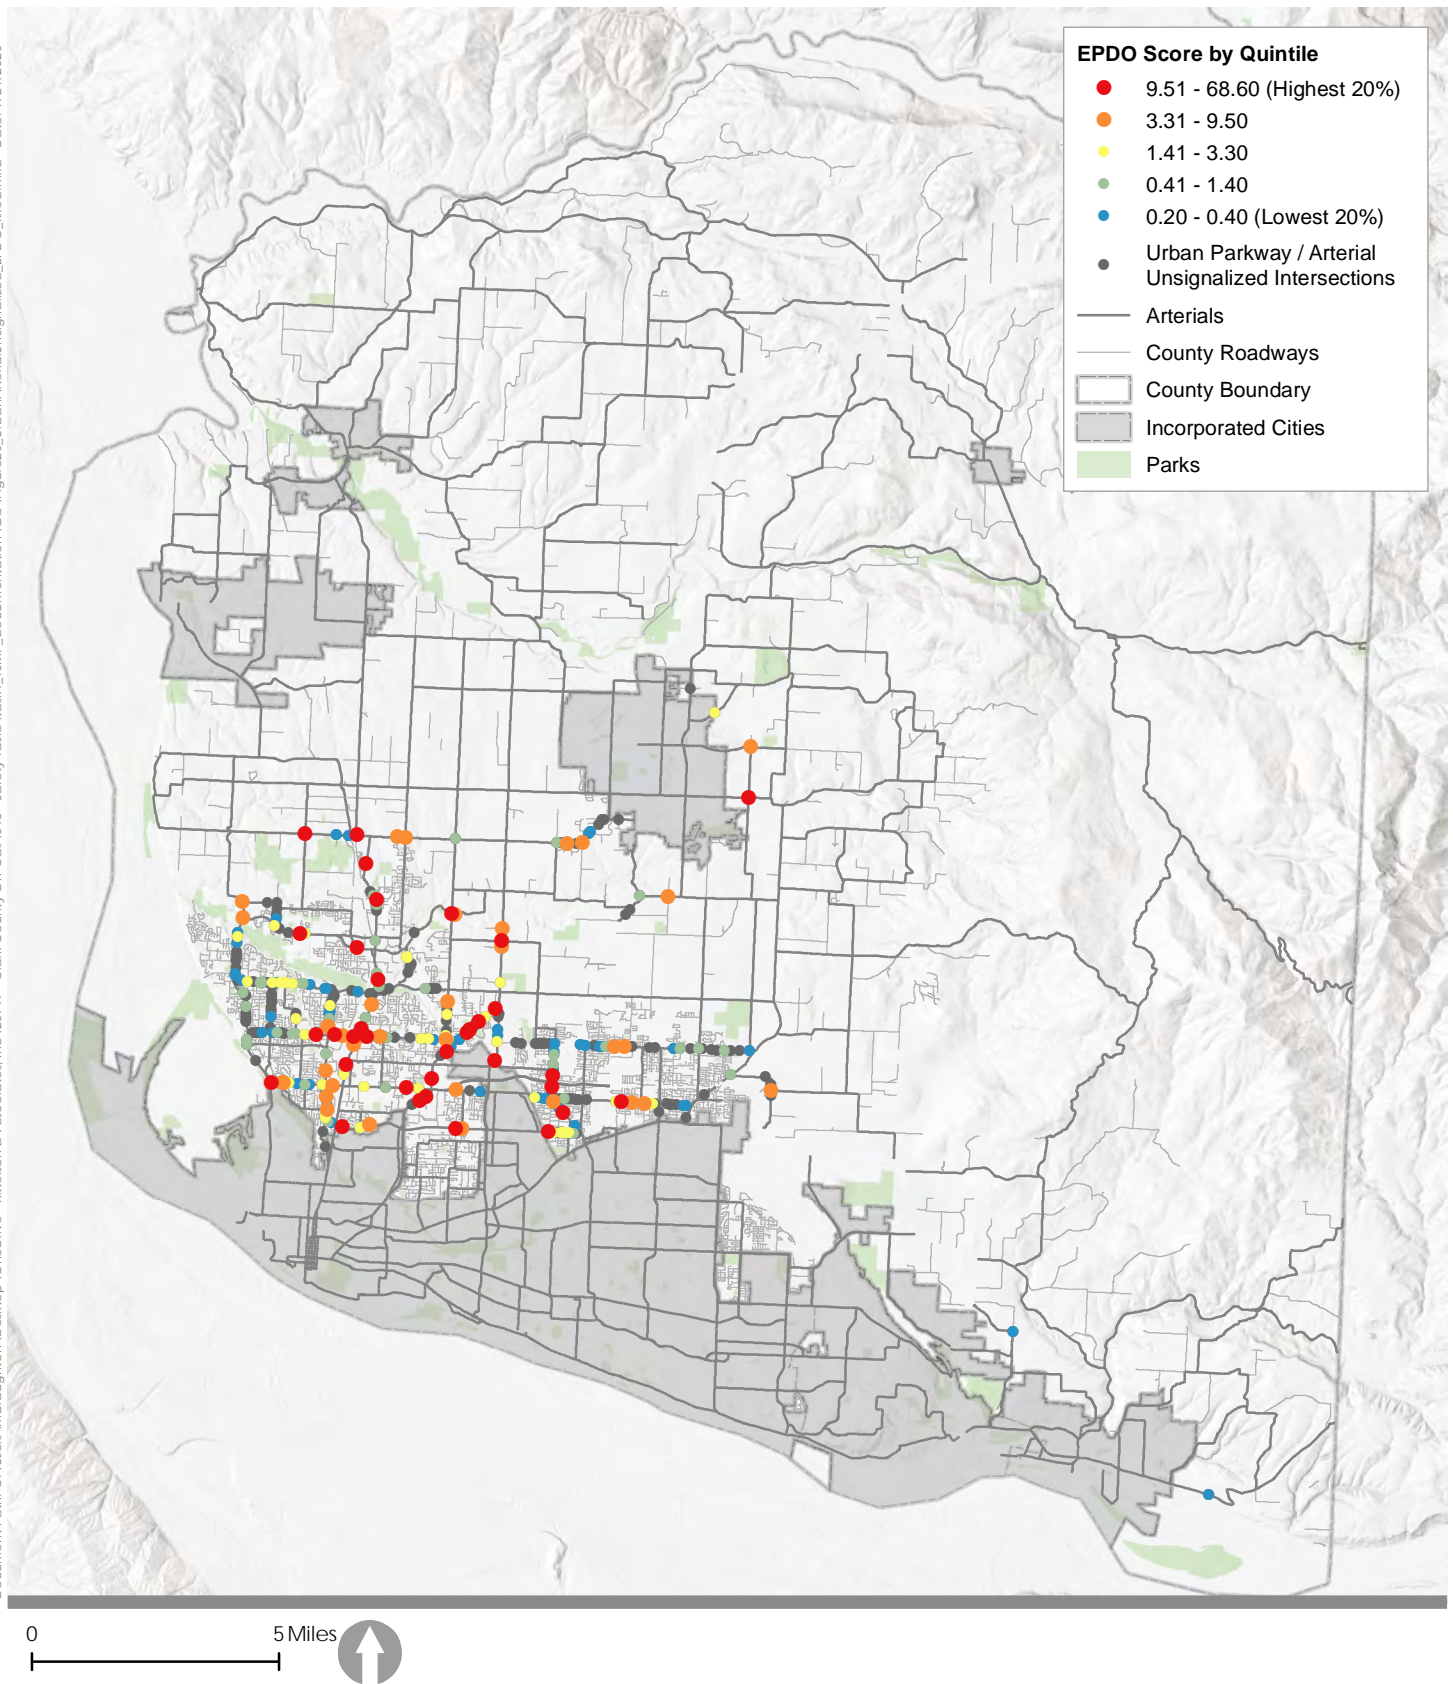 EPDO Score by Quintile
9.51 - 68.60 (Highest 20%)
3.31 - 9.50
1.41 - 3.30
0.41 - 1.40
0.20 - 0.40 (Lowest 20%)
Urban Parkway / Arterial
Unsignalized Intersections
Arterials
County Roadways
County Boundary
Incorporated Cities
Parks
0
5 Miles